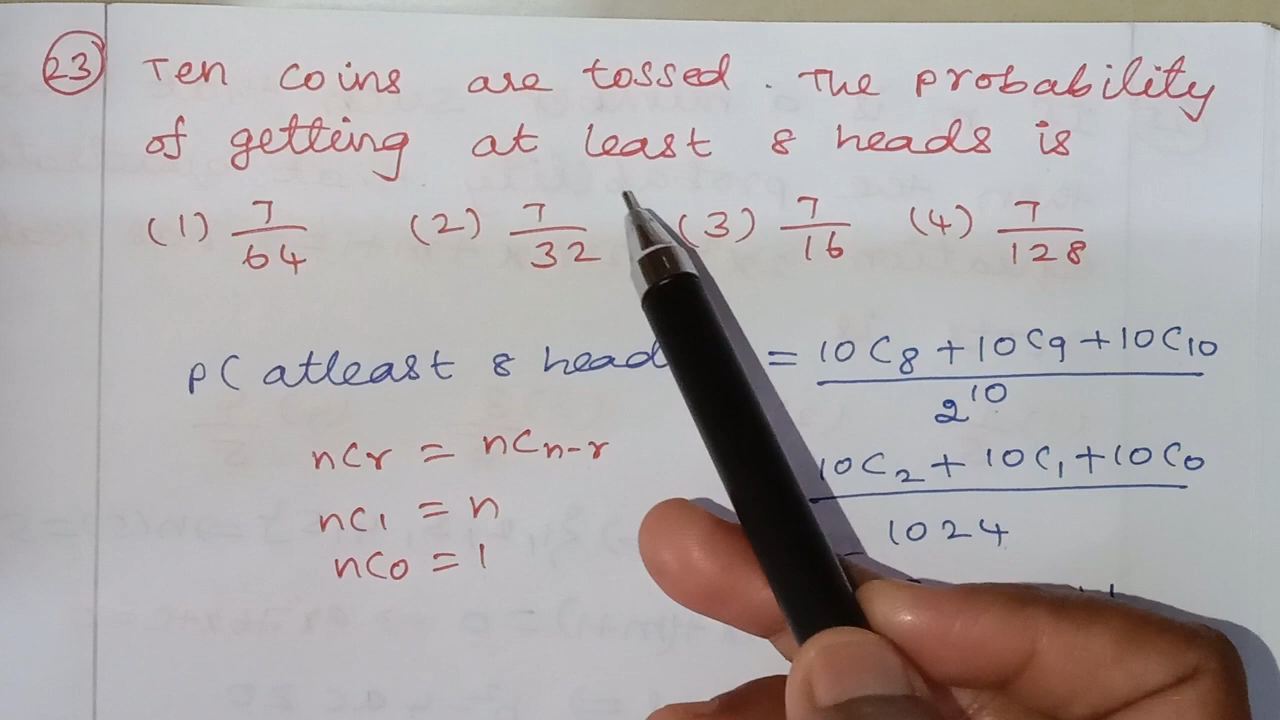 23 Ten coins are tossed. The probability
of getting at least 8 heads is
(1) 7/64 (2) 7/32 (3) 7/16 (4) 7/128
P( atleast 8 head = 10C8 + 10C9 + 10C10
2^10
nCr = nCn-r
10C2 + 10C1 + 10C0
1024
nC1 = n
nC0 = 1